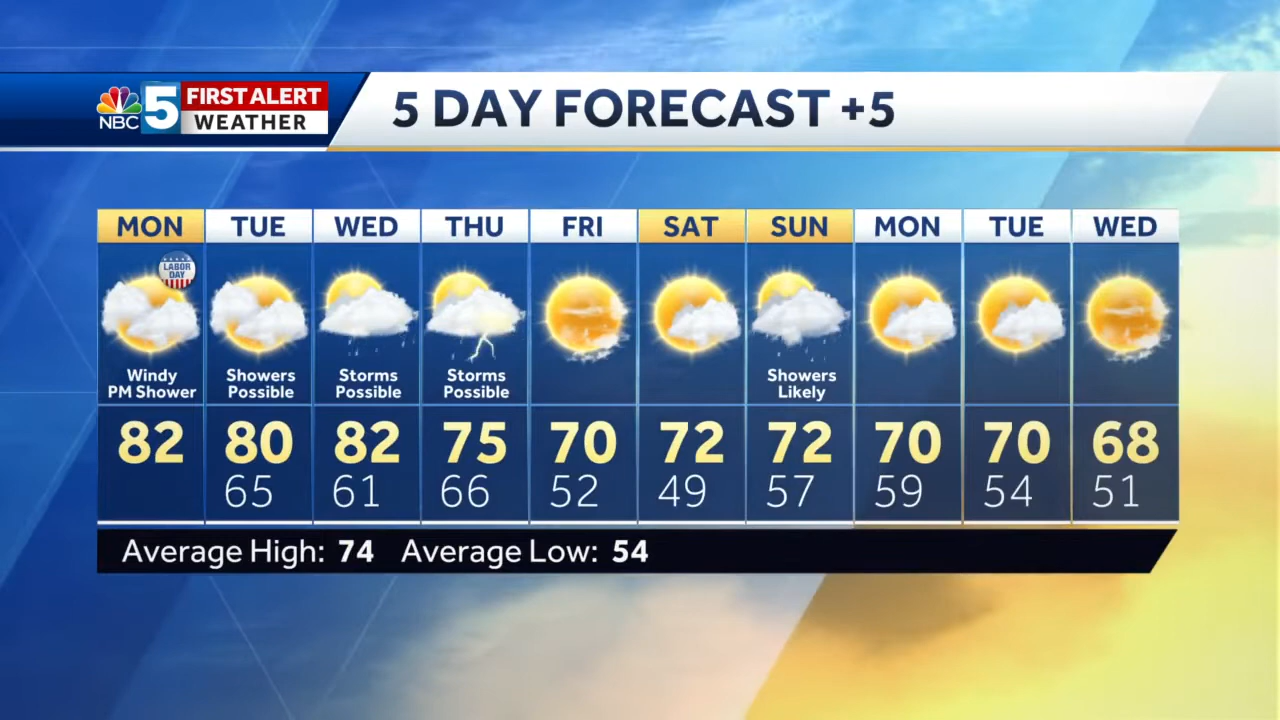 NBC 5 FIRST ALERT
WEATHER
5 DAY FORECAST +5
MON TUE WED THU FRI SAT SUN MON TUE WED
LABOR
DAY
Windy
PM Shower
Showers
Possible
Storms
Possible
Storms
Possible
Showers
Likely
82 80 82 75 70 72 72 70 70 68
65 61 66 52 49 57 59 54 51
Average High: 74 Average Low: 54